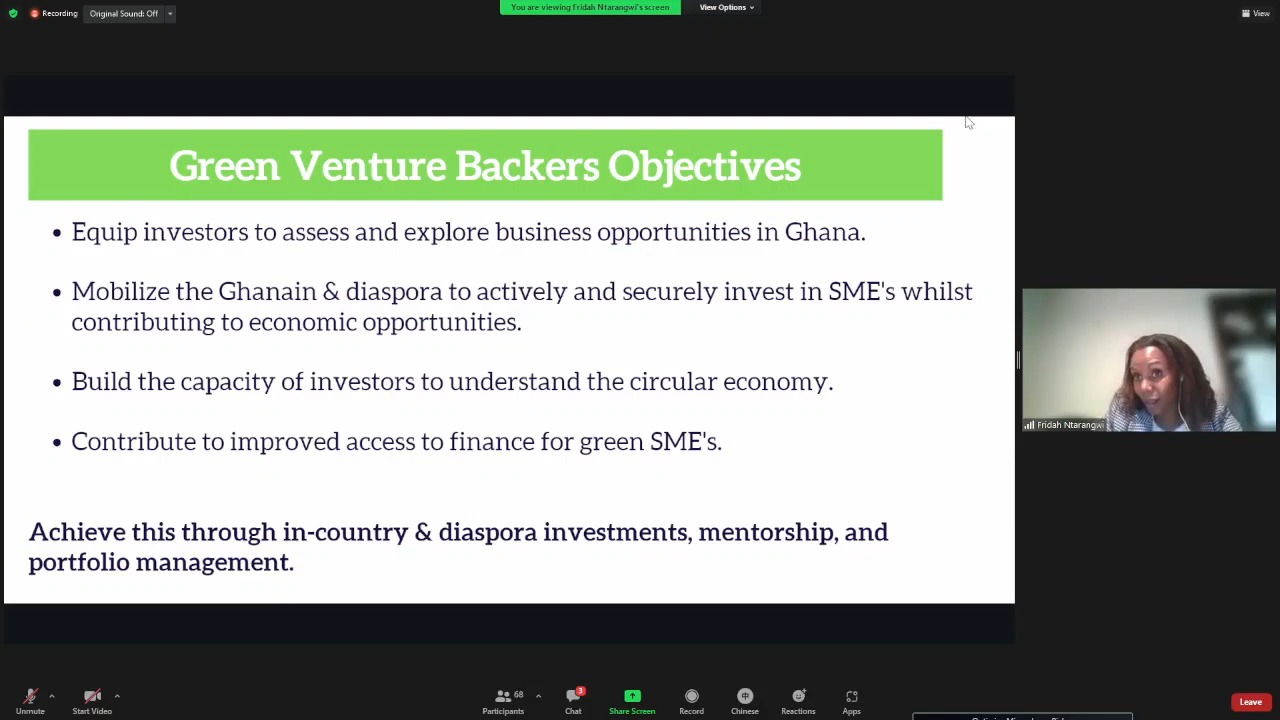 Recording
Original Sound: Off
You are viewing Fridah Ntarangwi's screen
View Options
View
Green Venture Backers Objectives
• Equip investors to assess and explore business opportunities in Ghana.
• Mobilize the Ghanain & diaspora to actively and securely invest in SME's whilst
contributing to economic opportunities.
• Build the capacity of investors to understand the circular economy.
• Contribute to improved access to finance for green SME's.
Achieve this through in-country & diaspora investments, mentorship, and
portfolio management.
Fridah Ntarangwi
Unmute
Start Video
68
Participants
3
Chat
Share Screen
Record
中
Chinese
Reactions
Apps
Leave